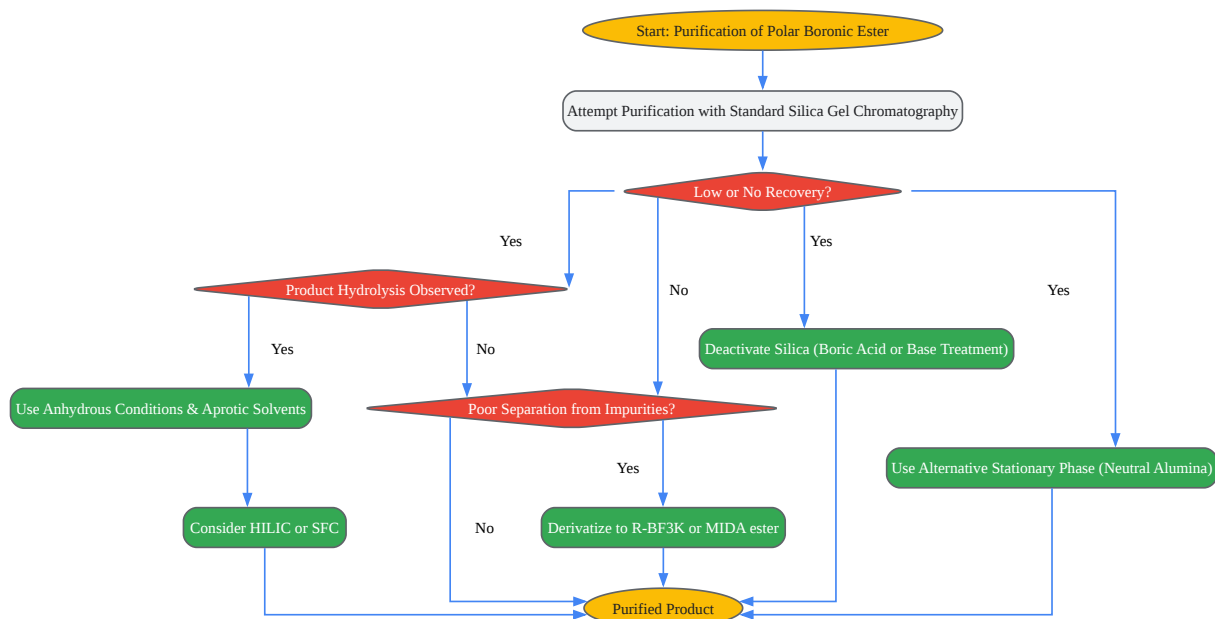 Start: Purification of Polar Boronic Ester
Attempt Purification with Standard Silica Gel Chromatography
Low or No Recovery?
Yes
Yes
Product Hydrolysis Observed?
No
Yes
Yes
No
Deactivate Silica (Boric Acid or Base Treatment)
Use Anhydrous Conditions & Aprotic Solvents
Poor Separation from Impurities?
Yes
Use Alternative Stationary Phase (Neutral Alumina)
Consider HILIC or SFC
No
Derivatize to R-BF3K or MIDA ester
Purified Product